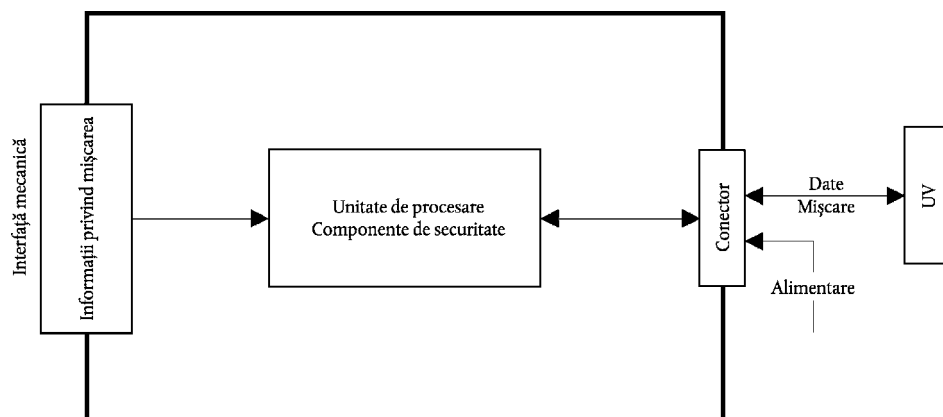 Interfață mecanică
Informații privind mișcarea
Unitate de procesare
Componente de securitate
Conector
Date
Mișcare
Alimentare
UV